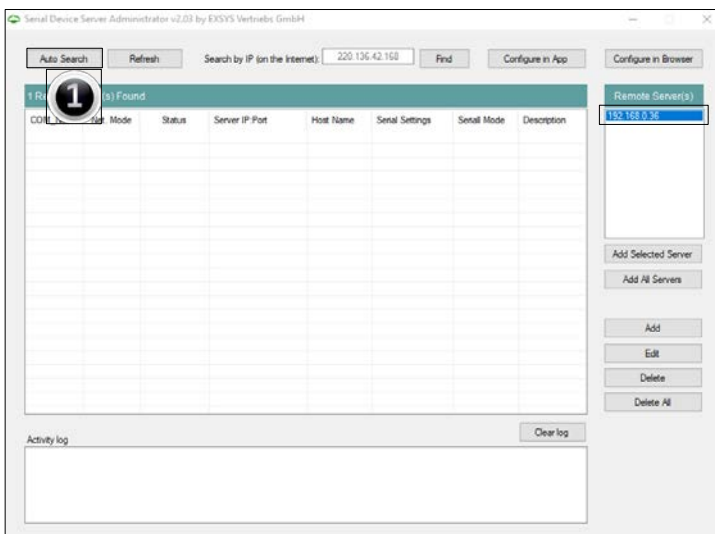 Serial Device Server Administrator v2.03 by EXSYS Vertriebs GmbH
Auto Search
Refresh
Search by IP (on the internet):
220.136.42.168
Find
Configure in App
Configure in Browser
1
(s) Found
Remote Server(s)
Mode
Status
Server IP:Port
Host Name
Serial Settings
Serial Mode
Description
192.168.0.36
Add Selected Server
Add All Servers
Add
Edit
Delete
Delete All
Clear log
Activity log
1